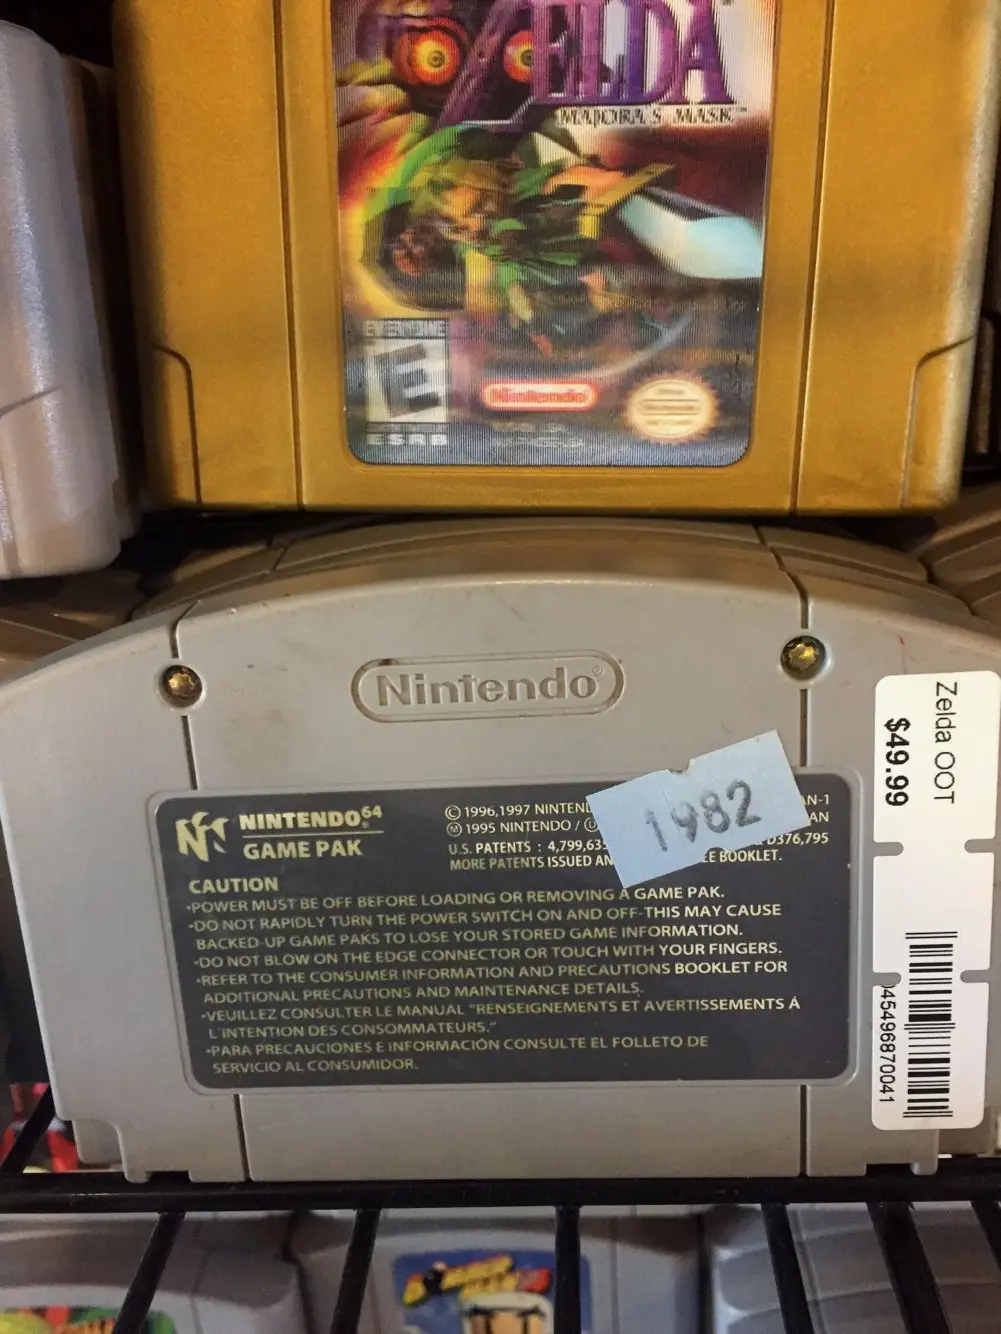 ZELDA
MAJORA'S MASK™
EVERYONE
E
ESRB
Nintendo
Nintendo®
NINTENDO64
GAME PAK
© 1996,1997 NINTEN
AN-1
Ⓜ 1995 NINTENDO / Ⓓ
AN
U.S. PATENTS : 4,799,63
D376,795
MORE PATENTS ISSUED AN
EE BOOKLET.
1982
CAUTION
•POWER MUST BE OFF BEFORE LOADING OR REMOVING A GAME PAK.
•DO NOT RAPIDLY TURN THE POWER SWITCH ON AND OFF-THIS MAY CAUSE
BACKED-UP GAME PAKS TO LOSE YOUR STORED GAME INFORMATION.
•DO NOT BLOW ON THE EDGE CONNECTOR OR TOUCH WITH YOUR FINGERS.
•REFER TO THE CONSUMER INFORMATION AND PRECAUTIONS BOOKLET FOR
ADDITIONAL PRECAUTIONS AND MAINTENANCE DETAILS.
•VEUILLEZ CONSULTER LE MANUAL "RENSEIGNEMENTS ET AVERTISSEMENTS Á
L'INTENTION DES CONSOMMATEURS."
•PARA PRECAUCIONES E INFORMACIÓN CONSULTE EL FOLLETO DE
SERVICIO AL CONSUMIDOR.
Zelda OOT
$49.99
045496870041